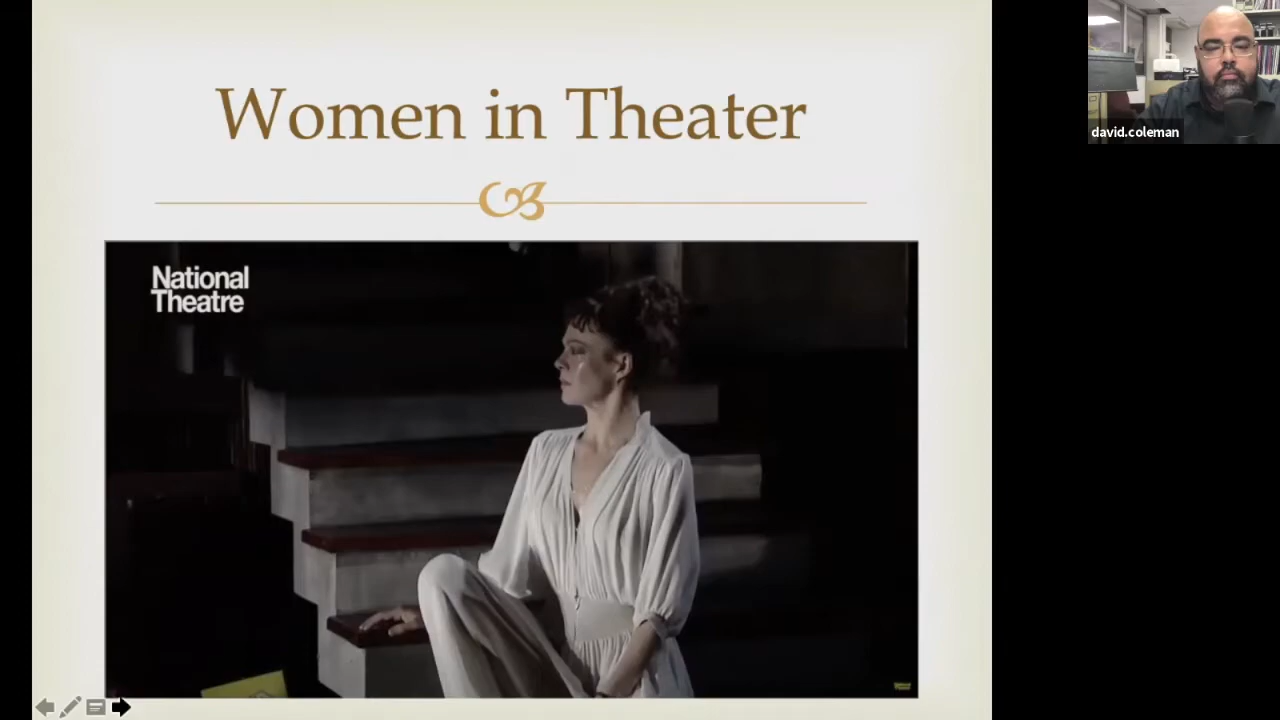 Women in Theater
National
Theatre
david.coleman